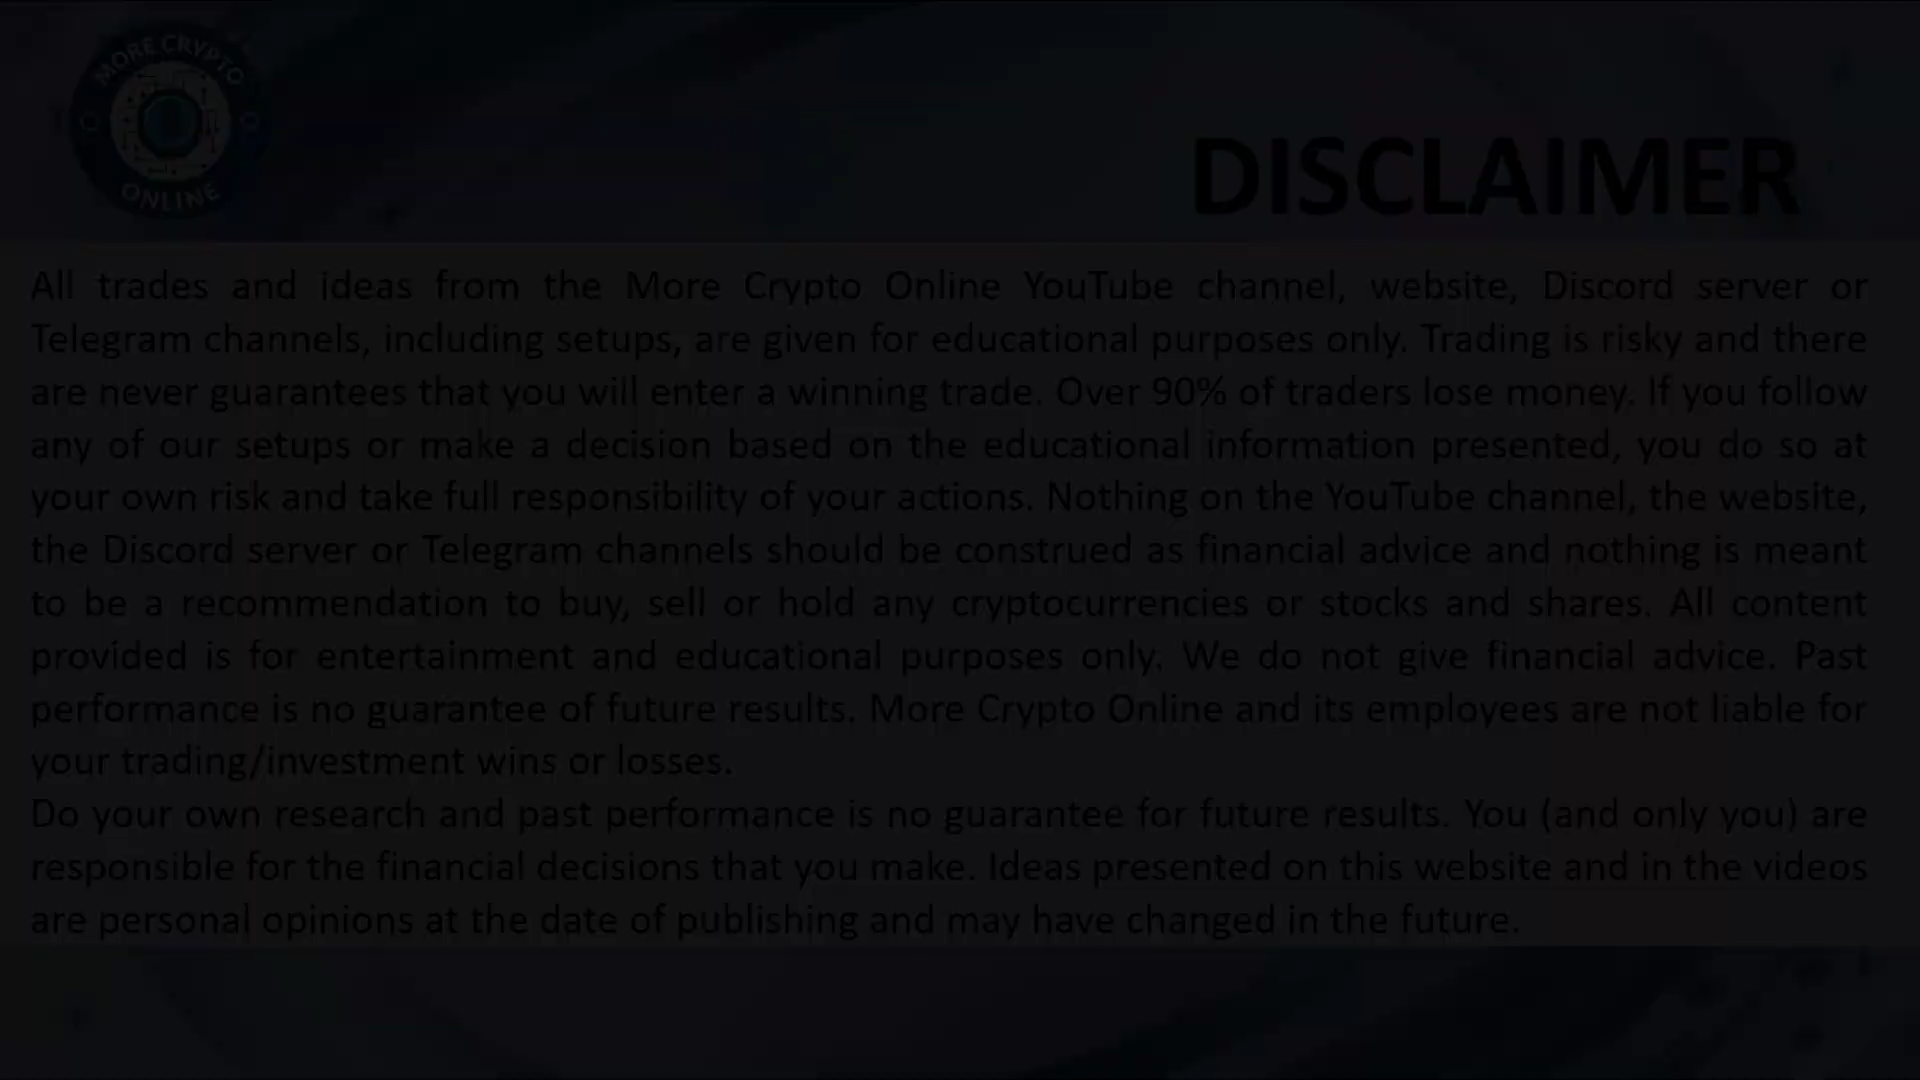 MORE CRYPTO
ONLINE
DISCLAIMER
All trades and ideas from the More Crypto Online YouTube channel, website, Discord server or
Telegram channels, including setups, are given for educational purposes only. Trading is risky and there
are never guarantees that you will enter a winning trade. Over 90% of traders lose money. If you follow
any of our setups or make a decision based on the educational information presented, you do so at
your own risk and take full responsibility of your actions. Nothing on the YouTube channel, the website,
the Discord server or Telegram channels should be construed as financial advice and nothing is meant
to be a recommendation to buy, sell or hold any cryptocurrencies or stocks and shares. All content
provided is for entertainment and educational purposes only. We do not give financial advice. Past
performance is no guarantee of future results. More Crypto Online and its employees are not liable for
your trading/investment wins or losses.
Do your own research and past performance is no guarantee for future results. You (and only you) are
responsible for the financial decisions that you make. Ideas presented on this website and in the videos
are personal opinions at the date of publishing and may have changed in the future.